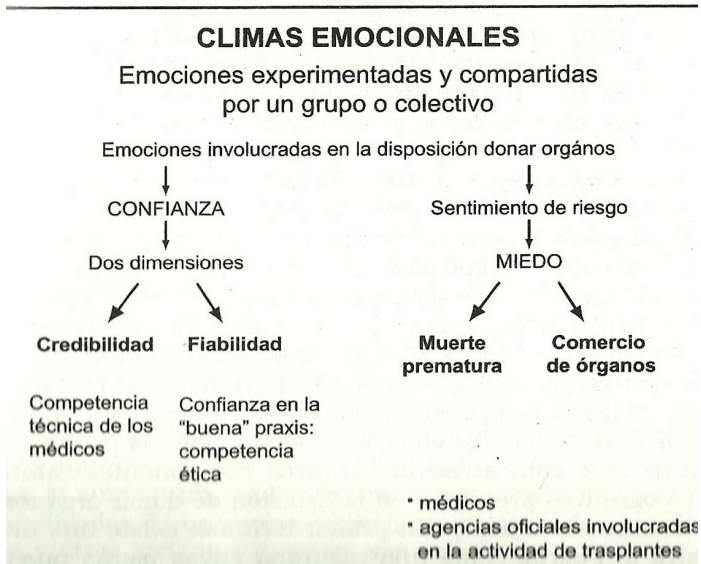 CLIMAS EMOCIONALES
Emociones experimentadas y compartidas
por un grupo o colectivo
Emociones involucradas en la disposición donar orgános
CONFIANZA
Sentimiento de riesgo
Dos dimensiones
MIEDO
Credibilidad
Fiabilidad
Muerte
prematura
Comercio
de órganos
Competencia
técnica de los
médicos
Confianza en la
“buena” praxis:
competencia
ética
• médicos
• agencias oficiales involucradas
en la actividad de trasplante